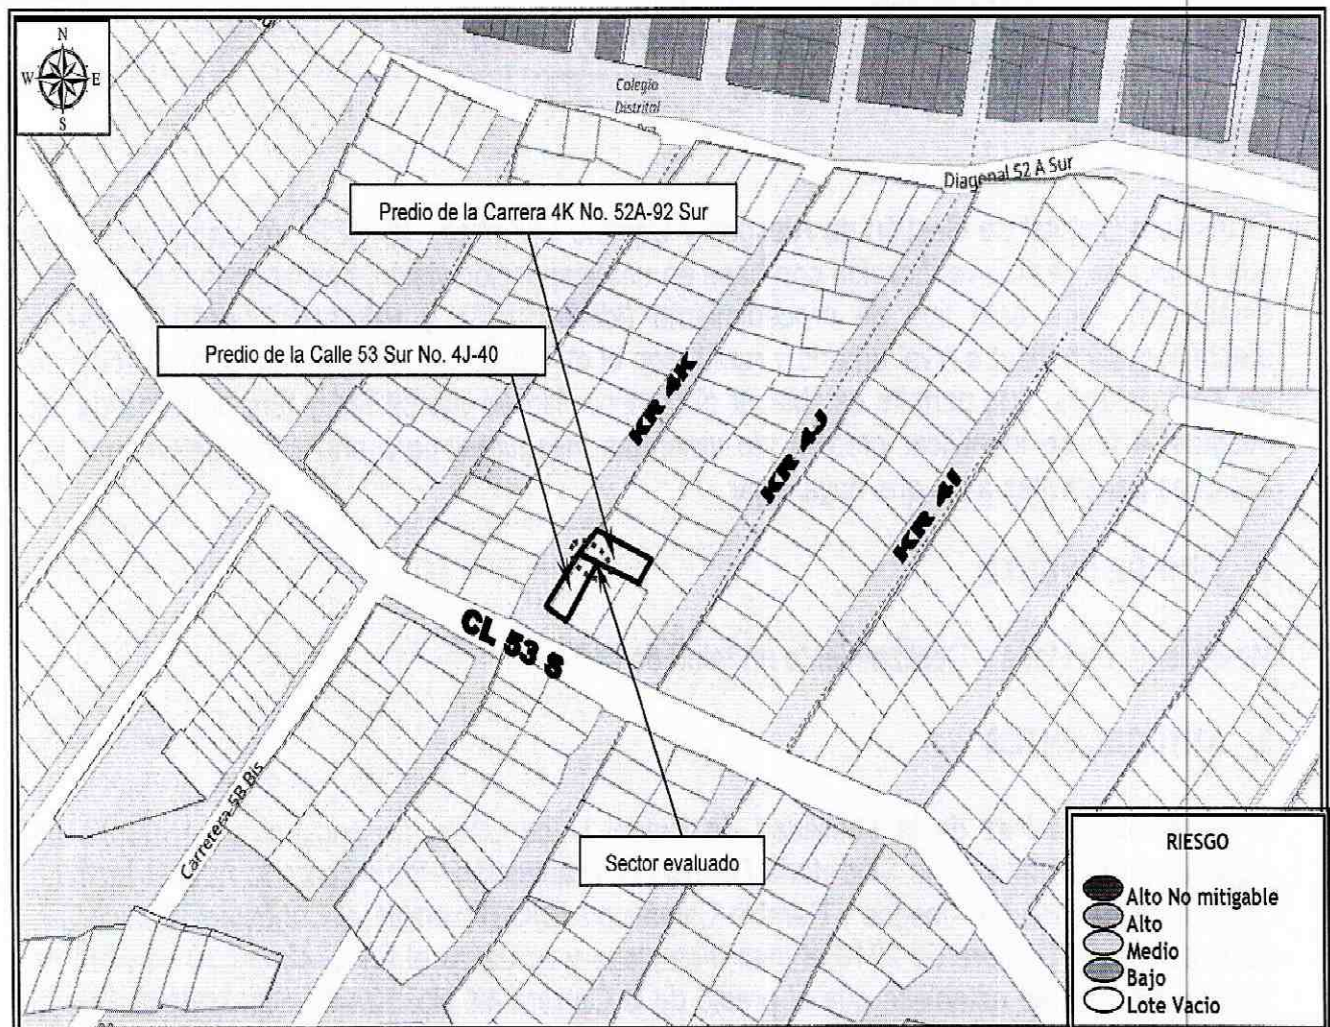 N
W E
S
Colegio
Distrital
Diagonal 52 A Sur
Predio de la Carrera 4K No. 52A-92 Sur
Predio de la Calle 53 Sur No. 4J-40
KR 4K
KR 4J
KR 4I
CL 53 S
Carretera 5B Bis
Sector evaluado
RIESGO
Alto No mitigable
Alto
Medio
Bajo
Lote Vacio